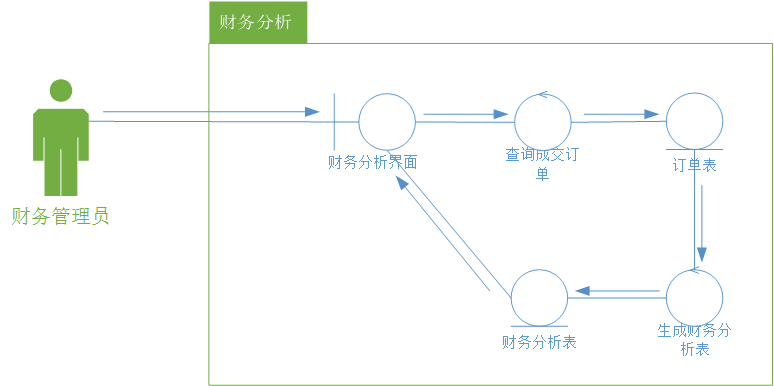 财务分析
财务分析界面
查询成交订
单
订单表
财务管理员
财务分析表
生成财务分
析表